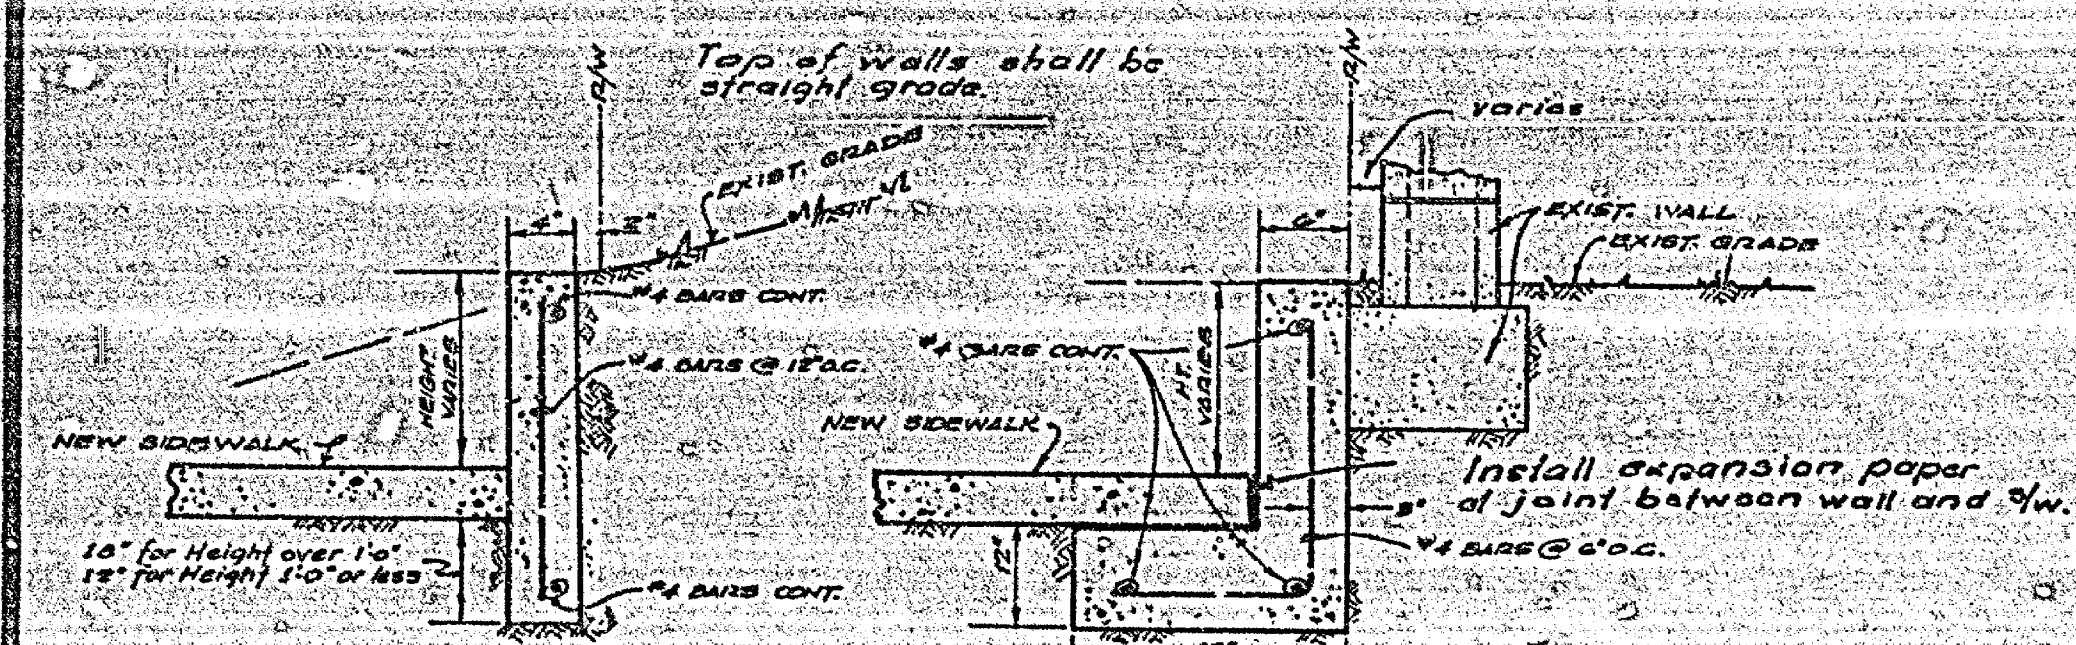 Top of walls shall be
straight grade.
R/W
R/W
varies
EXIST. GRADE
4"
2"
6"
EXIST. WALL
EXIST. GRADE
#4 BARS CONT.
HEIGHT
VARIES
#4 BARS @ 12" O.C.
#4 BARS CONT.
HT.
VARIES
NEW SIDEWALK
NEW SIDEWALK
Install expansion paper
at joint between wall and S/W.
3"
#4 BARS @ 6" O.C.
12"
18" for Height over 1'-0"
12" for Height 1'-0" or less
#4 BARS CONT.